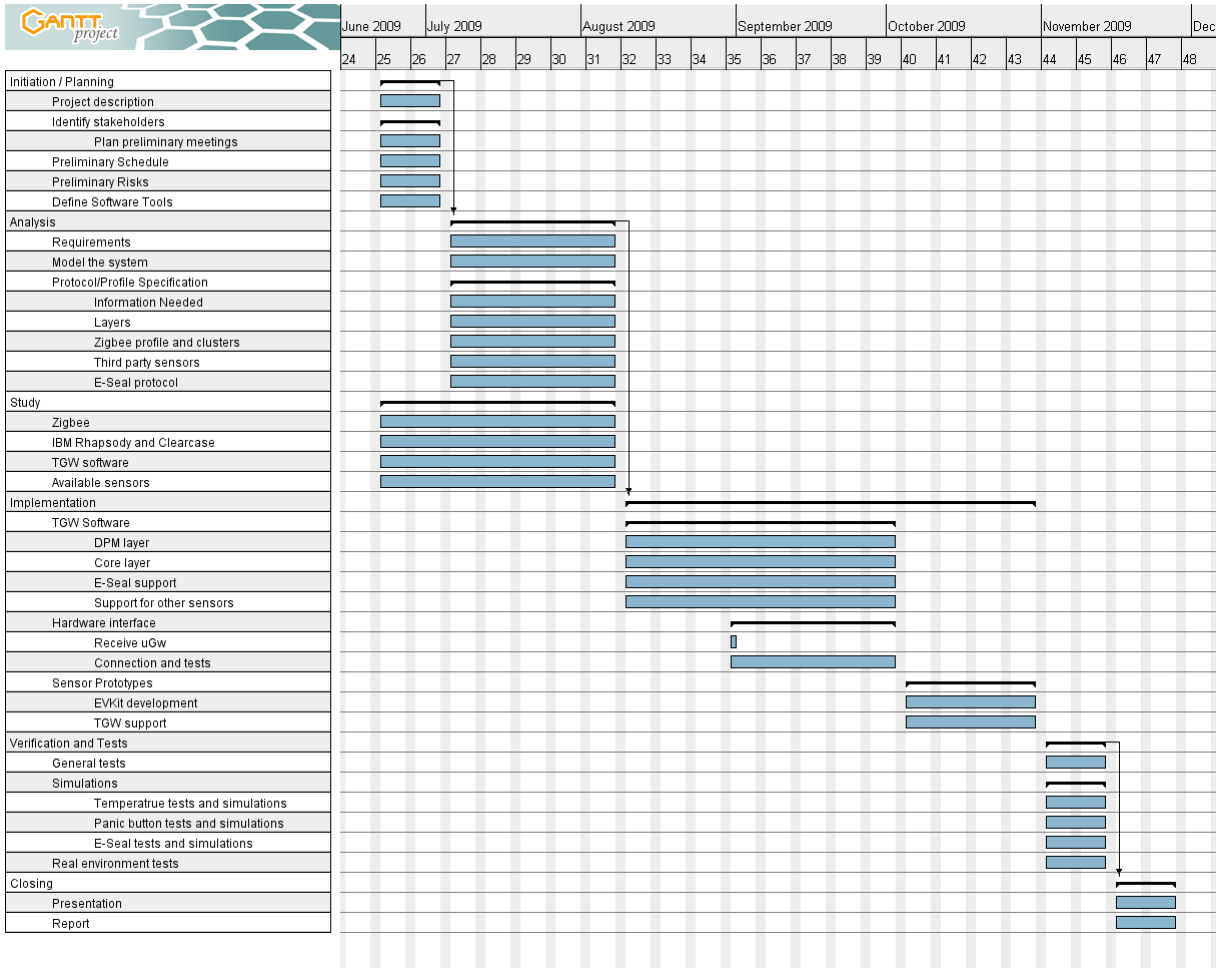 GANTT
project
June 2009 July 2009 August 2009 September 2009 October 2009 November 2009 Dec
24 25 26 27 28 29 30 31 32 33 34 35 36 37 38 39 40 41 42 43 44 45 46 47 48
Initiation / Planning
Project description
Identify stakeholders
Plan preliminary meetings
Preliminary Schedule
Preliminary Risks
Define Software Tools
Analysis
Requirements
Model the system
Protocol/Profile Specification
Information Needed
Layers
Zigbee profile and clusters
Third party sensors
E-Seal protocol
Study
Zigbee
IBM Rhapsody and Clearcase
TGW software
Available sensors
Implementation
TGW Software
DPM layer
Core layer
E-Seal support
Support for other sensors
Hardware interface
Receive uGw
Connection and tests
Sensor Prototypes
EVKit development
TGW support
Verification and Tests
General tests
Simulations
Temperatrue tests and simulations
Panic button tests and simulations
E-Seal tests and simulations
Real environment tests
Closing
Presentation
Report